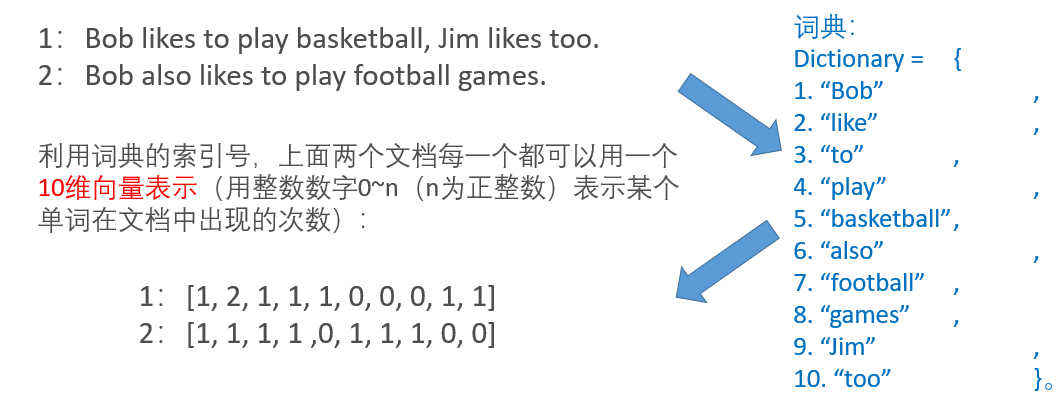 1： Bob likes to play basketball, Jim likes too.
2： Bob also likes to play football games.
利用词典的索引号，上面两个文档每一个都可以用一个
10维向量表示（用整数数字0~n（n为正整数）表示某个
单词在文档中出现的次数）:
1： [1, 2, 1, 1, 1, 0, 0, 0, 1, 1]
2： [1, 1, 1, 1 ,0, 1, 1, 1, 0, 0]
词典：
Dictionary = {
1. “Bob” ,
2. “like” ,
3. “to” ,
4. “play” ,
5. “basketball”,
6. “also” ,
7. “football” ,
8. “games” ,
9. “Jim” ,
10. “too” }。